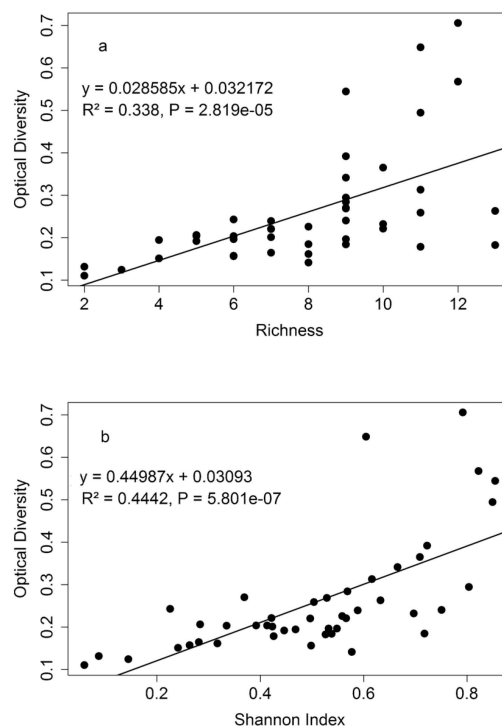 a
y = 0.028585x + 0.032172
R² = 0.338, P = 2.819e-05
Optical Diversity
0.7
0.6
0.5
0.4
0.3
0.2
0.1
2 4 6 8 10 12
Richness
b
y = 0.44987x + 0.03093
R² = 0.4442, P = 5.801e-07
Optical Diversity
0.7
0.6
0.5
0.4
0.3
0.2
0.1
0.2 0.4 0.6 0.8
Shannon Index